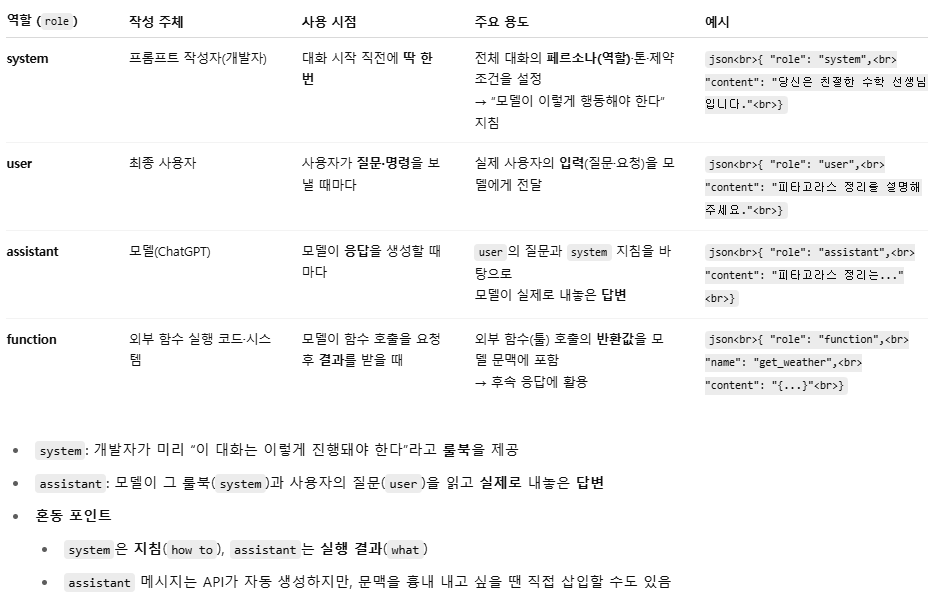 역할 (role) 작성 주체 사용 시점 주요 용도 예시
system 프롬프트 작성자(개발자) 대화 시작 직전에 딱 한 전체 대화의 페르소나(역할)·톤·제약 json<br>{ "role": "system",<br>
번 조건을 설정 "content": "당신은 친절한 수학 선생님
→ "모델이 이렇게 행동해야 한다" 입니다."<br>}
지침
user 최종 사용자 사용자가 질문·명령을 보 실제 사용자의 입력(질문·요청)을 모 json<br>{ "role": "user",<br>
낼 때마다 델에게 전달 "content": "피타고라스 정리를 설명해
주세요."<br>}
assistant 모델(ChatGPT) 모델이 응답을 생성할 때 user 의 질문과 system 지침을 바 json<br>{ "role": "assistant",<br>
마다 탕으로 "content": "피타고라스 정리는..."
모델이 실제로 내놓은 답변 <br>}
function 외부 함수 실행 코드·시스 모델이 함수 호출을 요청 외부 함수(툴) 호출의 반환값을 모 json<br>{ "role": "function",<br>
템 후 결과를 받을 때 델 문맥에 포함 "name": "get_weather",<br>
→ 후속 응답에 활용 "content": "{...}"<br>}
• system: 개발자가 미리 "이 대화는 이렇게 진행돼야 한다"라고 룰북을 제공
• assistant: 모델이 그 룰북(system)과 사용자의 질문(user)을 읽고 실제로 내놓은 답변
• 혼동 포인트
• system은 지침(how to), assistant는 실행 결과(what)
• assistant 메시지는 API가 자동 생성하지만, 문맥을 흉내 내고 싶을 땐 직접 삽입할 수도 있음